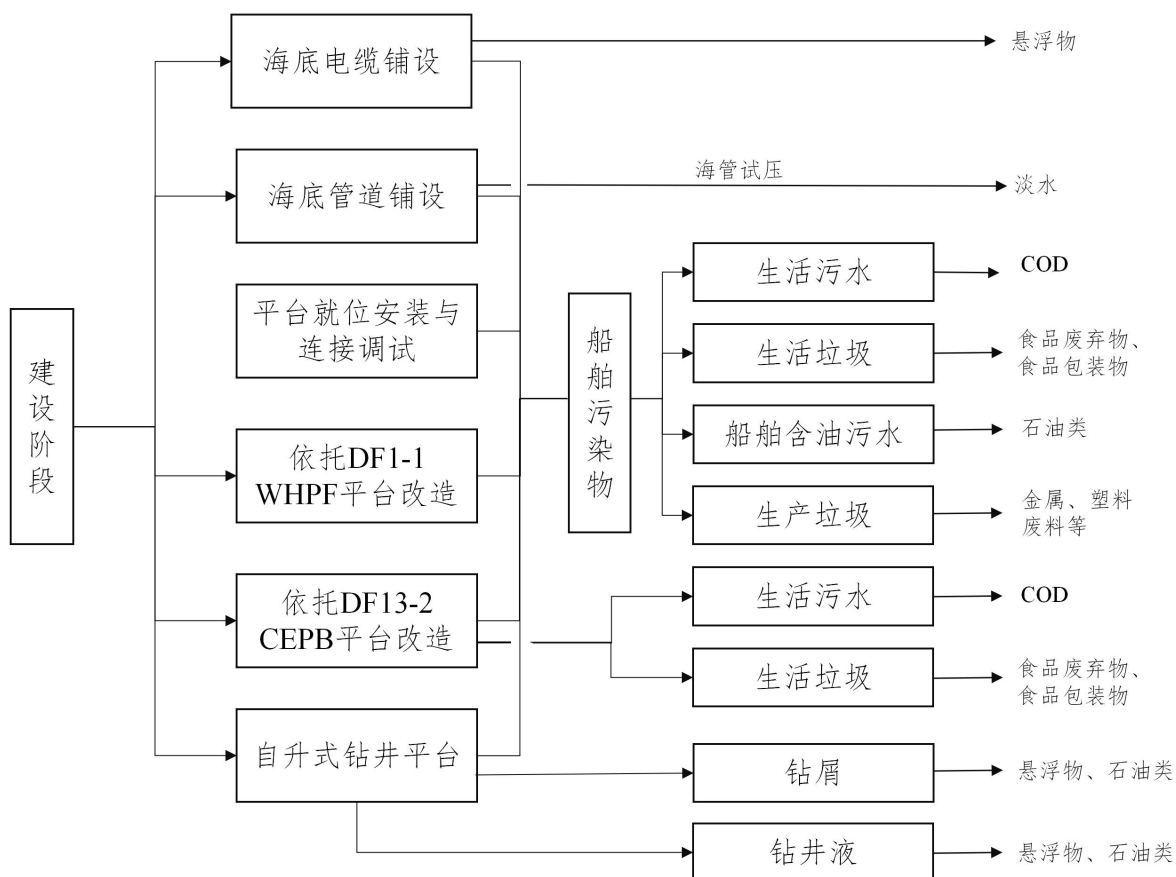 海底电缆铺设
悬浮物
海管试压
海底管道铺设
淡水
生活污水
COD
平台就位安装与
连接调试
船舶污染物
生活垃圾
食品废弃物、
食品包装物
建设阶段
船舶含油污水
石油类
依托DF1-1
WHPF平台改造
生产垃圾
金属、塑料
废料等
依托DF13-2
CEPB平台改造
生活污水
COD
生活垃圾
食品废弃物、
食品包装物
自升式钻井平台
钻屑
悬浮物、石油类
钻井液
悬浮物、石油类